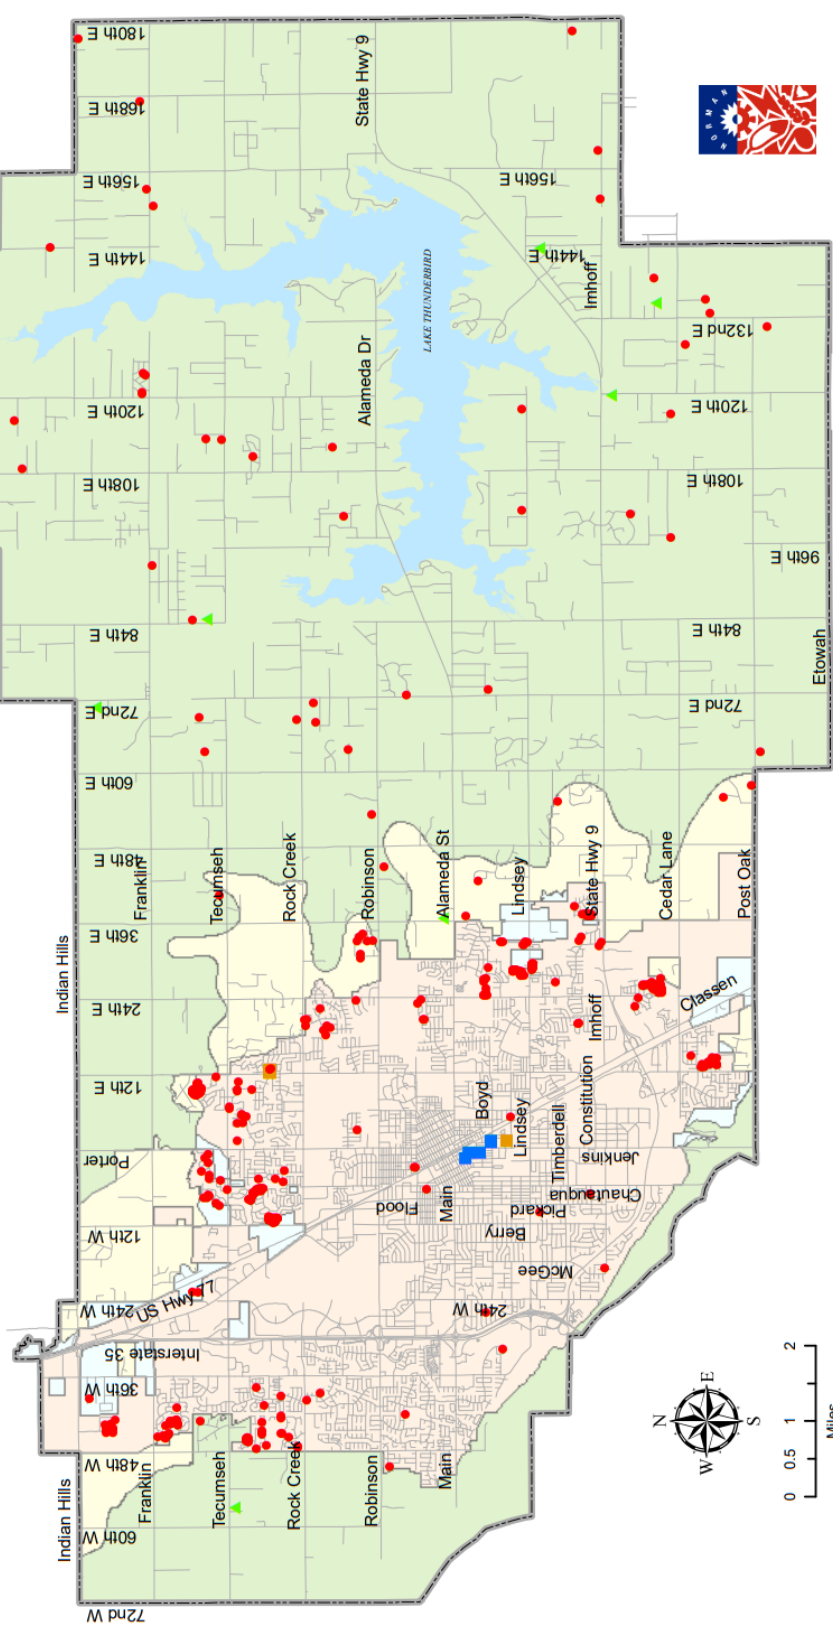 180th E
State Hwy 9
NORMAN
168th E
156th E
156th E
144th E
144th E
Imhoff
LAKE THUNDERBIRD
132nd E
Alameda Dr
120th E
120th E
108th E
108th E
96th E
84th E
84th E
Etowah
72nd E
72nd E
60th E
48th E
Franklin
Tecumseh
Rock Creek
Robinson
Alameda St
Lindsey
State Hwy 9
Cedar Lane
Post Oak
36th E
Indian Hills
24th E
Imhoff
Classen
12th E
Boyd
Constitution
Lindsey
Timberdell
Jenkins
Porter
Flood
Main
Chautauqua
Pickard
12th W
Berry
McGee
24th W
US Hwy 77
24th W
Interstate 35
36th W
48th W
Indian Hills
Franklin
Tecumseh
Rock Creek
Robinson
Main
60th W
72nd W
N
E
S
W
0 0.5 1 2
Miles